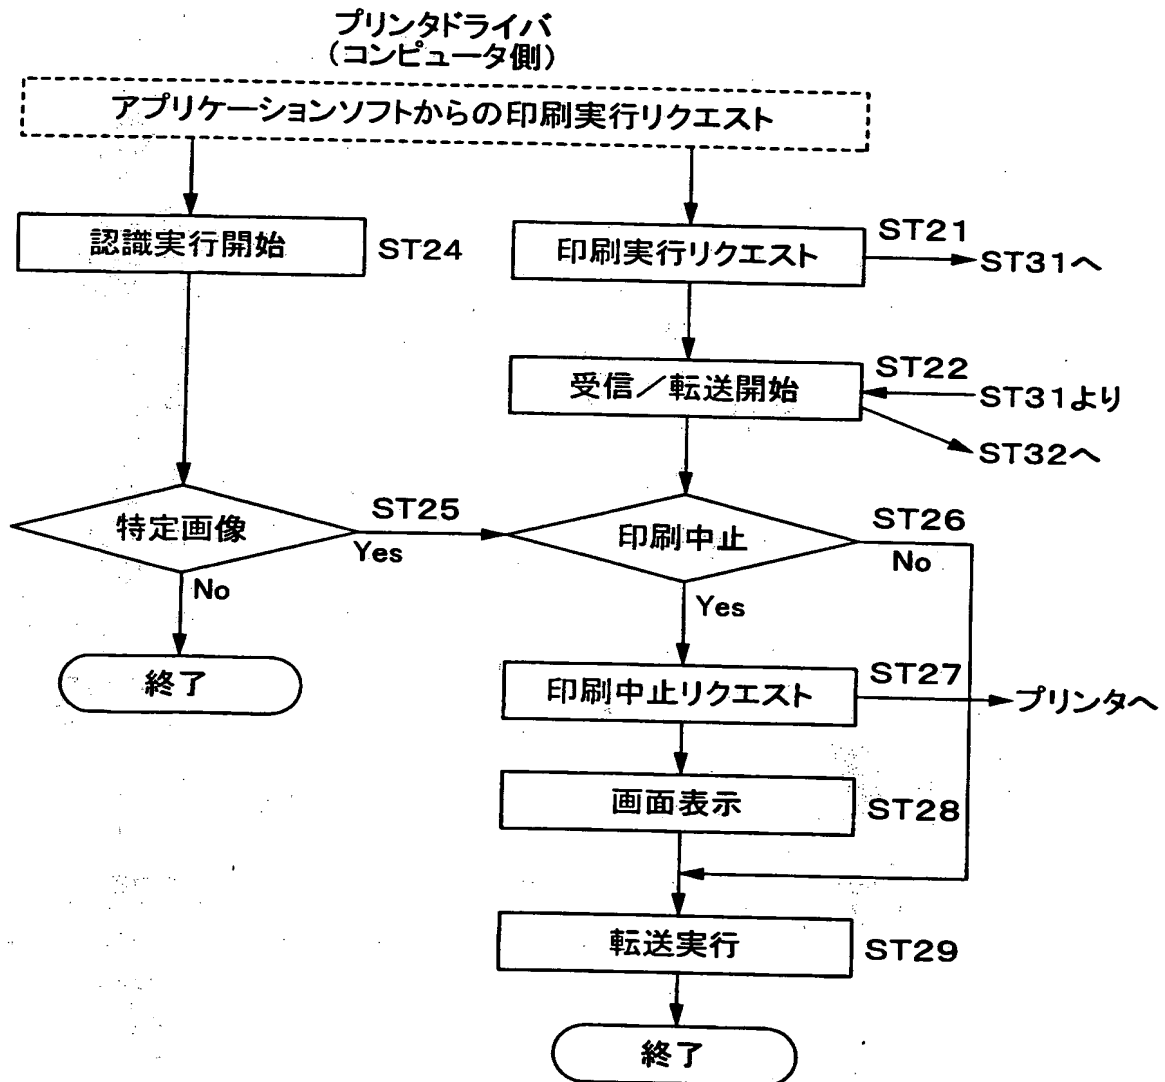 プリンタドライバ
（コンピュータ側）
アプリケーションソフトからの印刷実行リクエスト
認識実行開始
ST24
印刷実行リクエスト
ST21
ST31へ
受信／転送開始
ST22
ST31より
ST32へ
特定画像
ST25
Yes
No
終了
印刷中止
ST26
No
Yes
印刷中止リクエスト
ST27
プリンタへ
画面表示
ST28
転送実行
ST29
終了